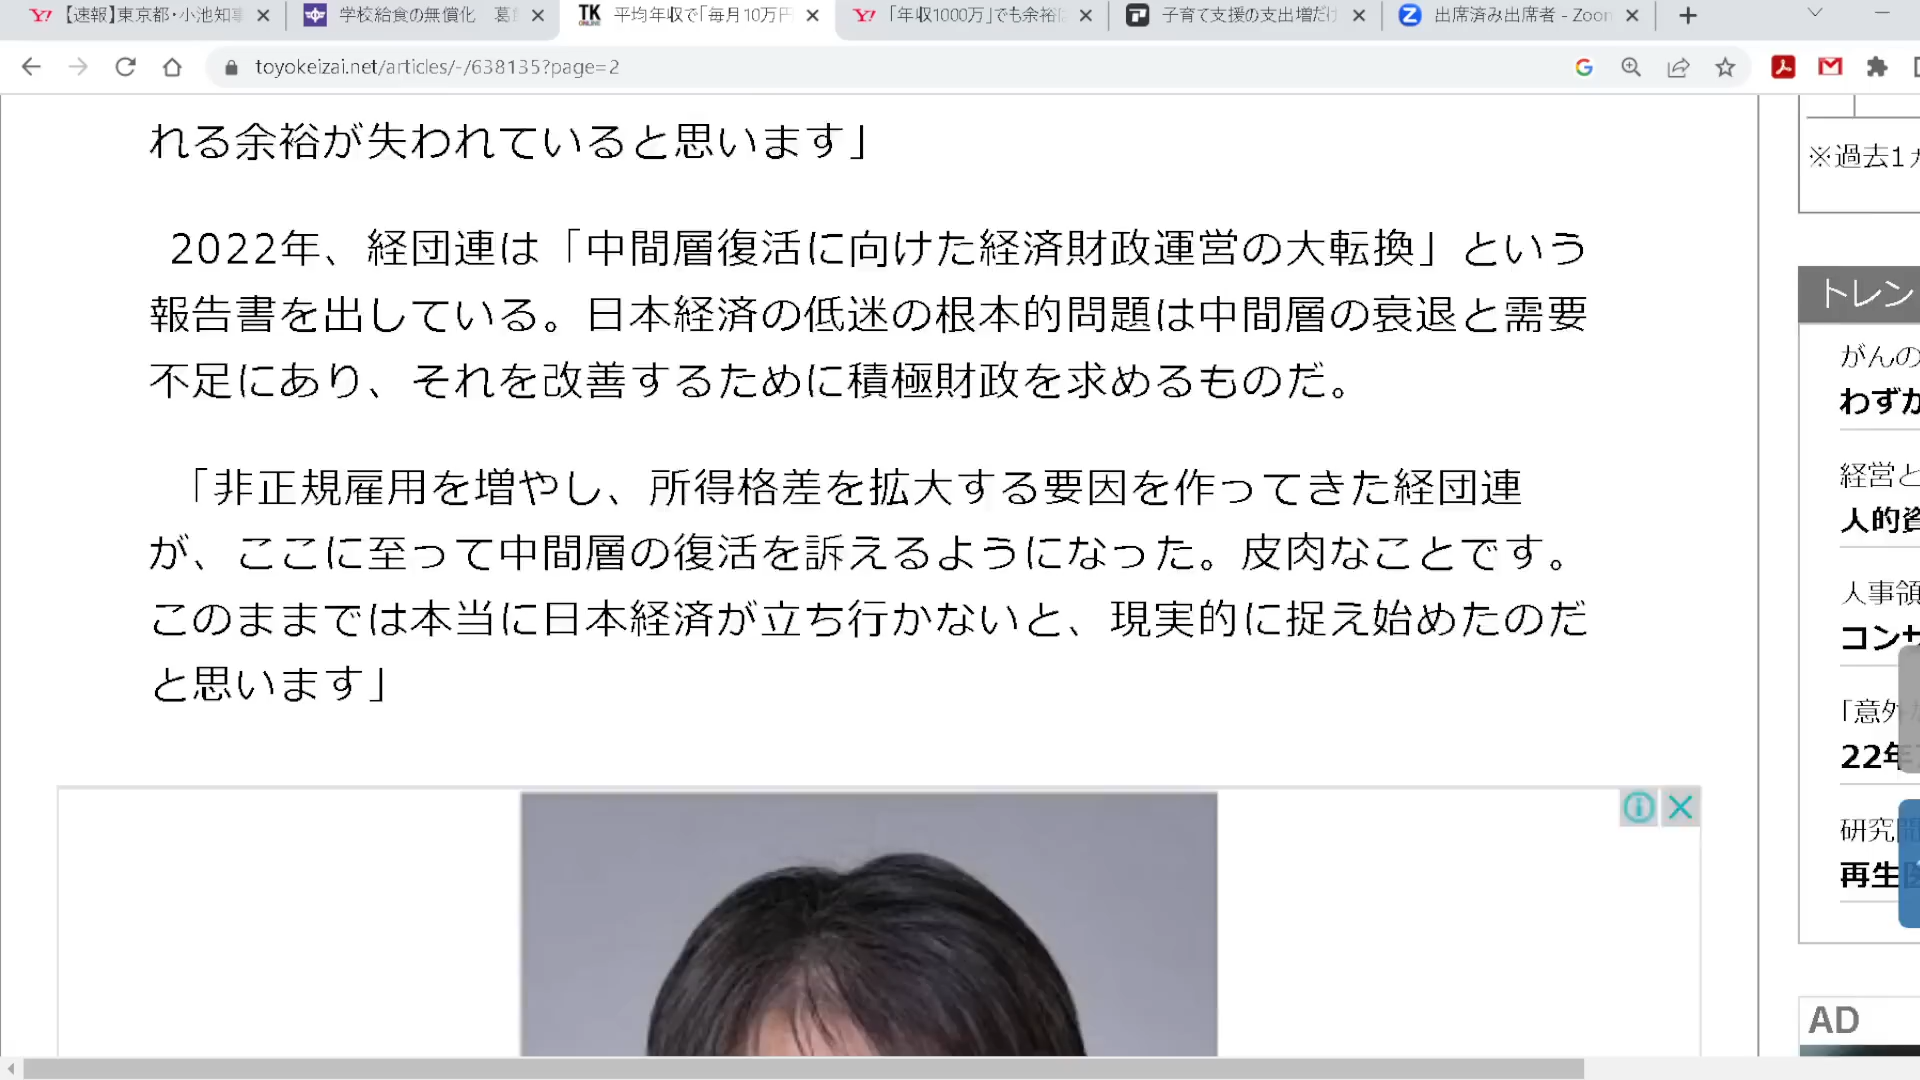 【速報】東京都・小池知事
学校給食の無償化 葛
TK
ONLINE
平均年収で「毎月10万円
「年収1000万」でも余裕
子育て支援の支出増だけ
出席済み出席者 - Zoom
toyokeizai.net/articles/-/638135?page=2
れる余裕が失われていると思います」
2022年、経団連は「中間層復活に向けた経済財政運営の大転換」という
報告書を出している。日本経済の低迷の根本的問題は中間層の衰退と需要
不足にあり、それを改善するために積極財政を求めるものだ。
「非正規雇用を増やし、所得格差を拡大する要因を作ってきた経団連
が、ここに至って中間層の復活を訴えるようになった。皮肉なことです。
このままでは本当に日本経済が立ち行かないと、現実的に捉え始めたのだ
と思います」
※過去1
トレン
がんの
わずか
経営と
人的資
人事領
コンサ
「意外
22年
研究開
再生医
AD